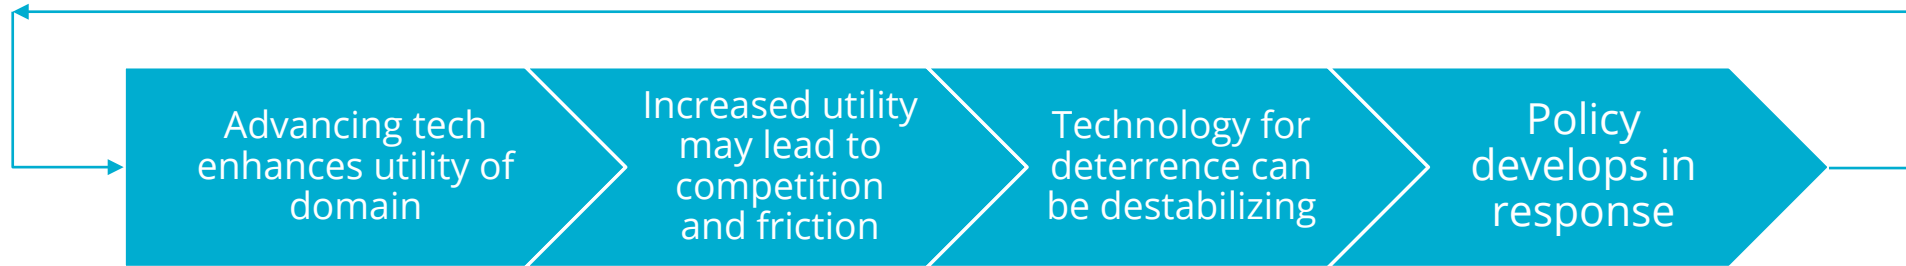 Advancing tech
enhances utility of
domain
Increased utility
may lead to
competition
and friction
Technology for
deterrence can
be destabilizing
Policy
develops in
response